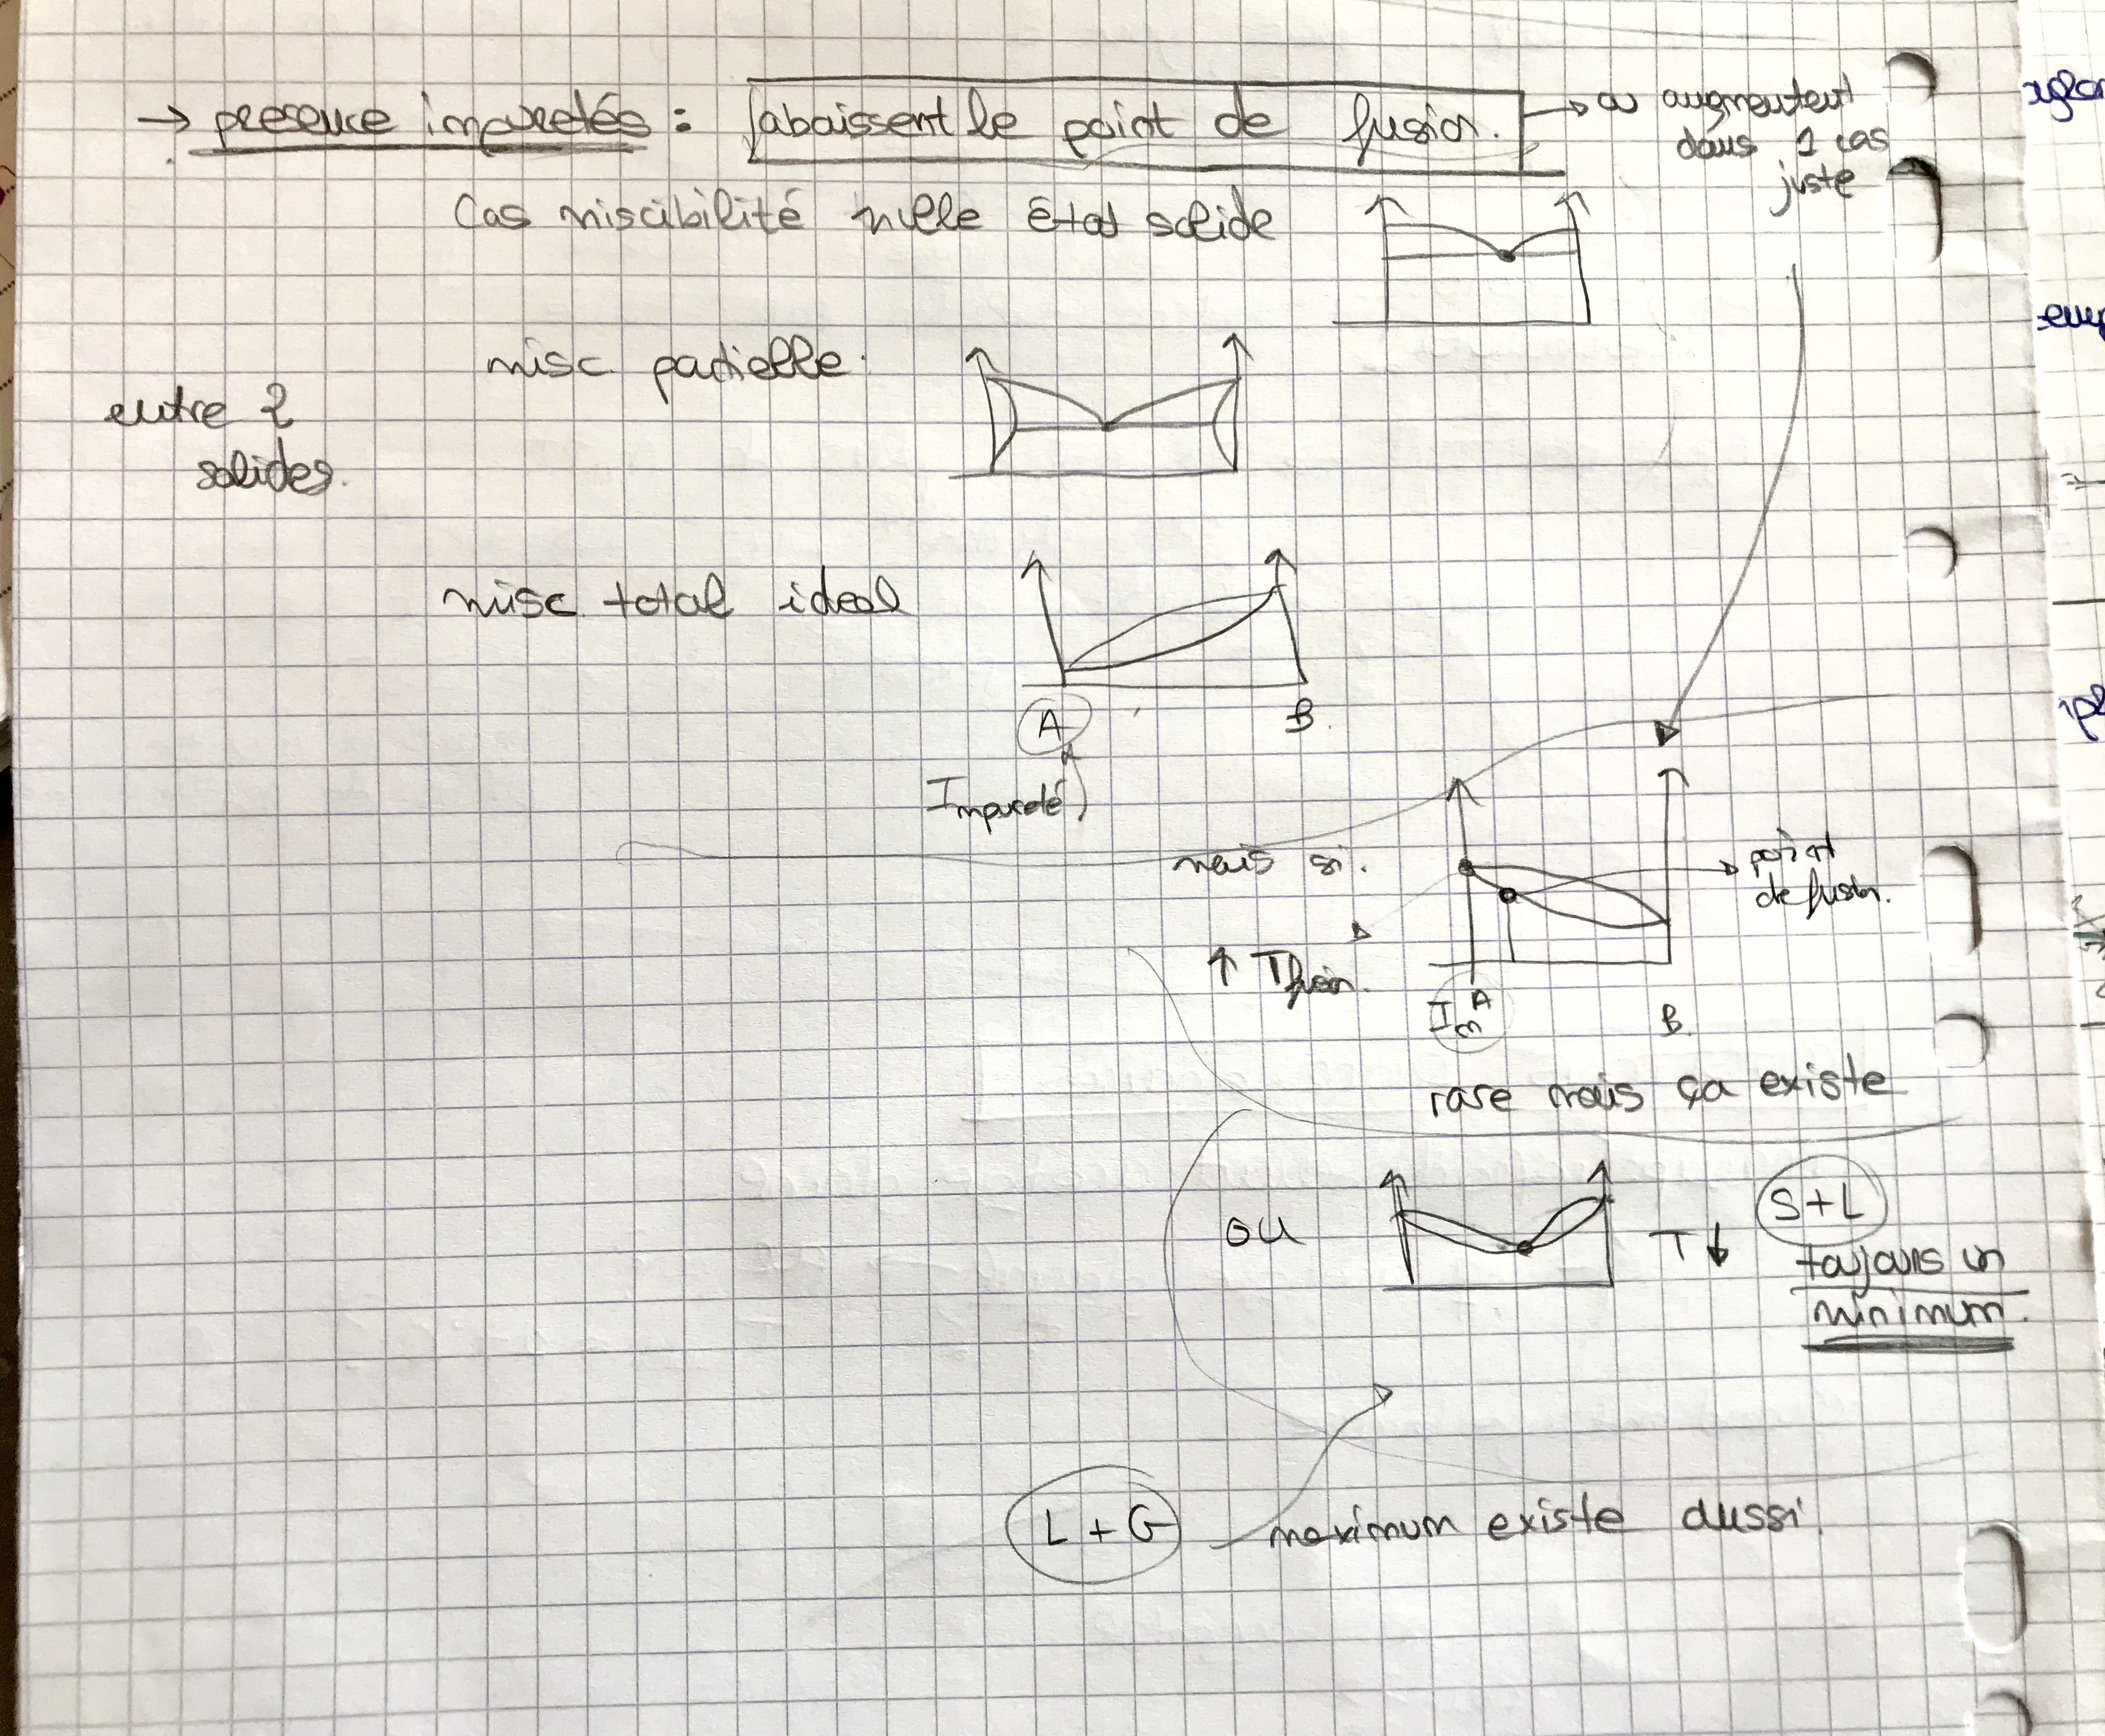 → presence impuretés : abaissent le point de fusion. → ou augmentent
dans 1 cas
juste
Cas miscibilité nulle état solide
misc partielle.
entre 2
solides.
misc total ideal
A B.
Impureté
mais si.
point
de fusion.
↑ Tfusion.
Im A B.
rare mais ça existe
ou T↓ S+L
toujours un
minimum.
L + G maximum existe aussi.